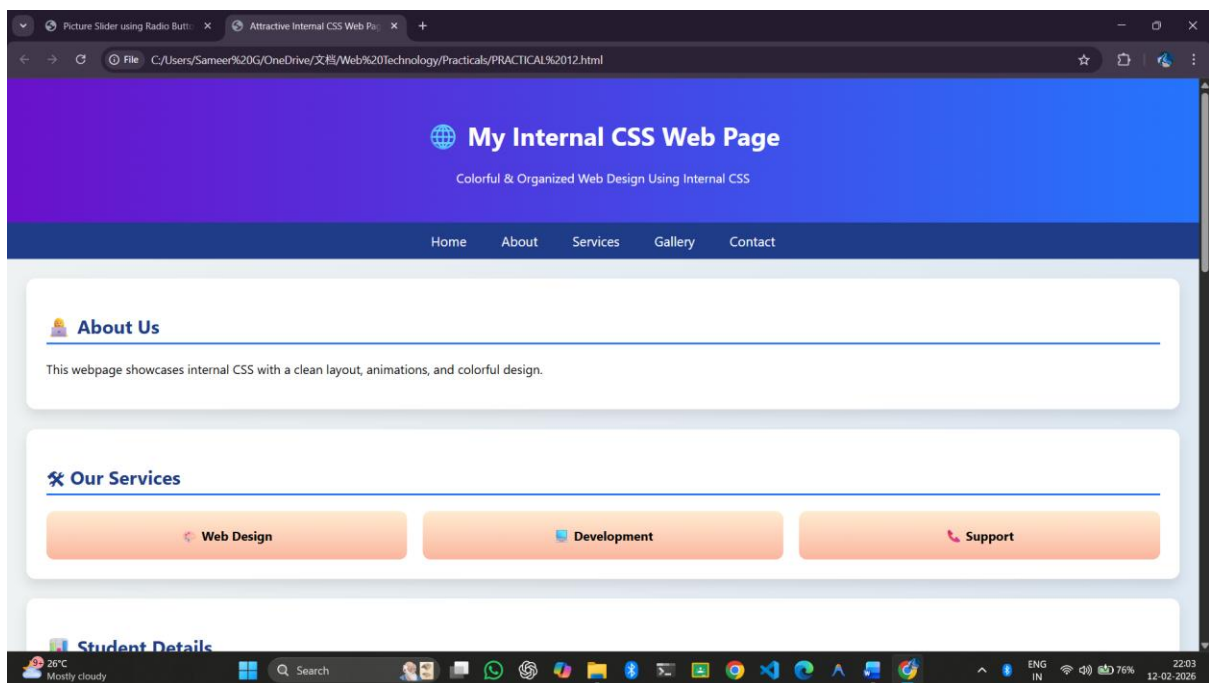 Picture Slider using Radio Butt
Attractive Internal CSS Web Pa
File C:/Users/Sameer%20G/OneDrive/文档/Web%20Technology/Practicals/PRACTICAL%2012.html
My Internal CSS Web Page
Colorful & Organized Web Design Using Internal CSS
Home About Services Gallery Contact
About Us
This webpage showcases internal CSS with a clean layout, animations, and colorful design.
Our Services
Web Design Development Support
Student Details
26°C
Mostly cloudy
Search
ENG
IN
76%
22:03
12-02-2026